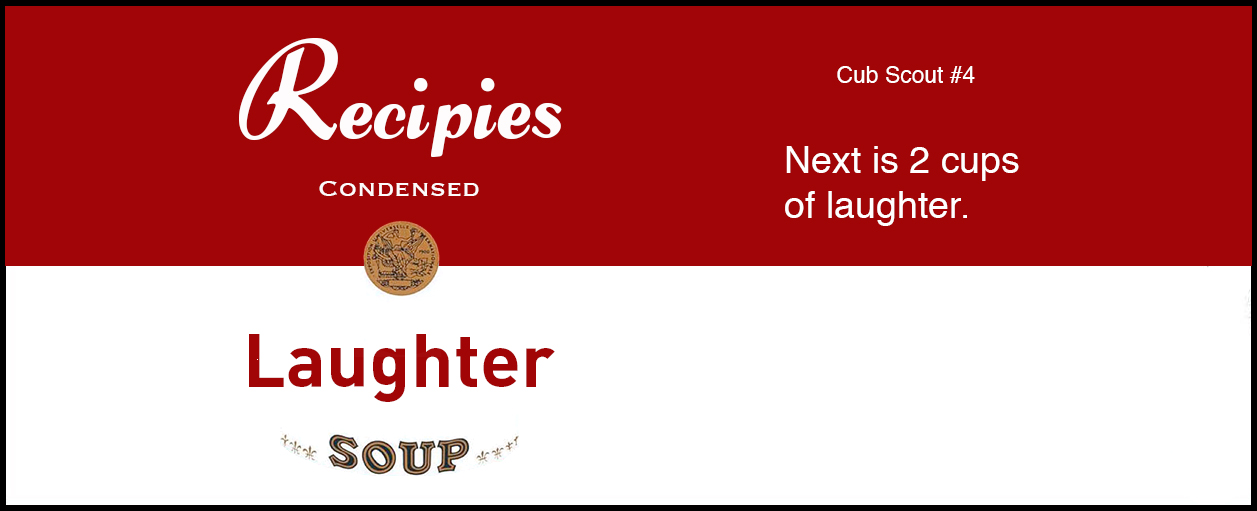 Recipies
Condensed
Laughter
SOUP
Cub Scout #4
Next is 2 cups
of laughter.